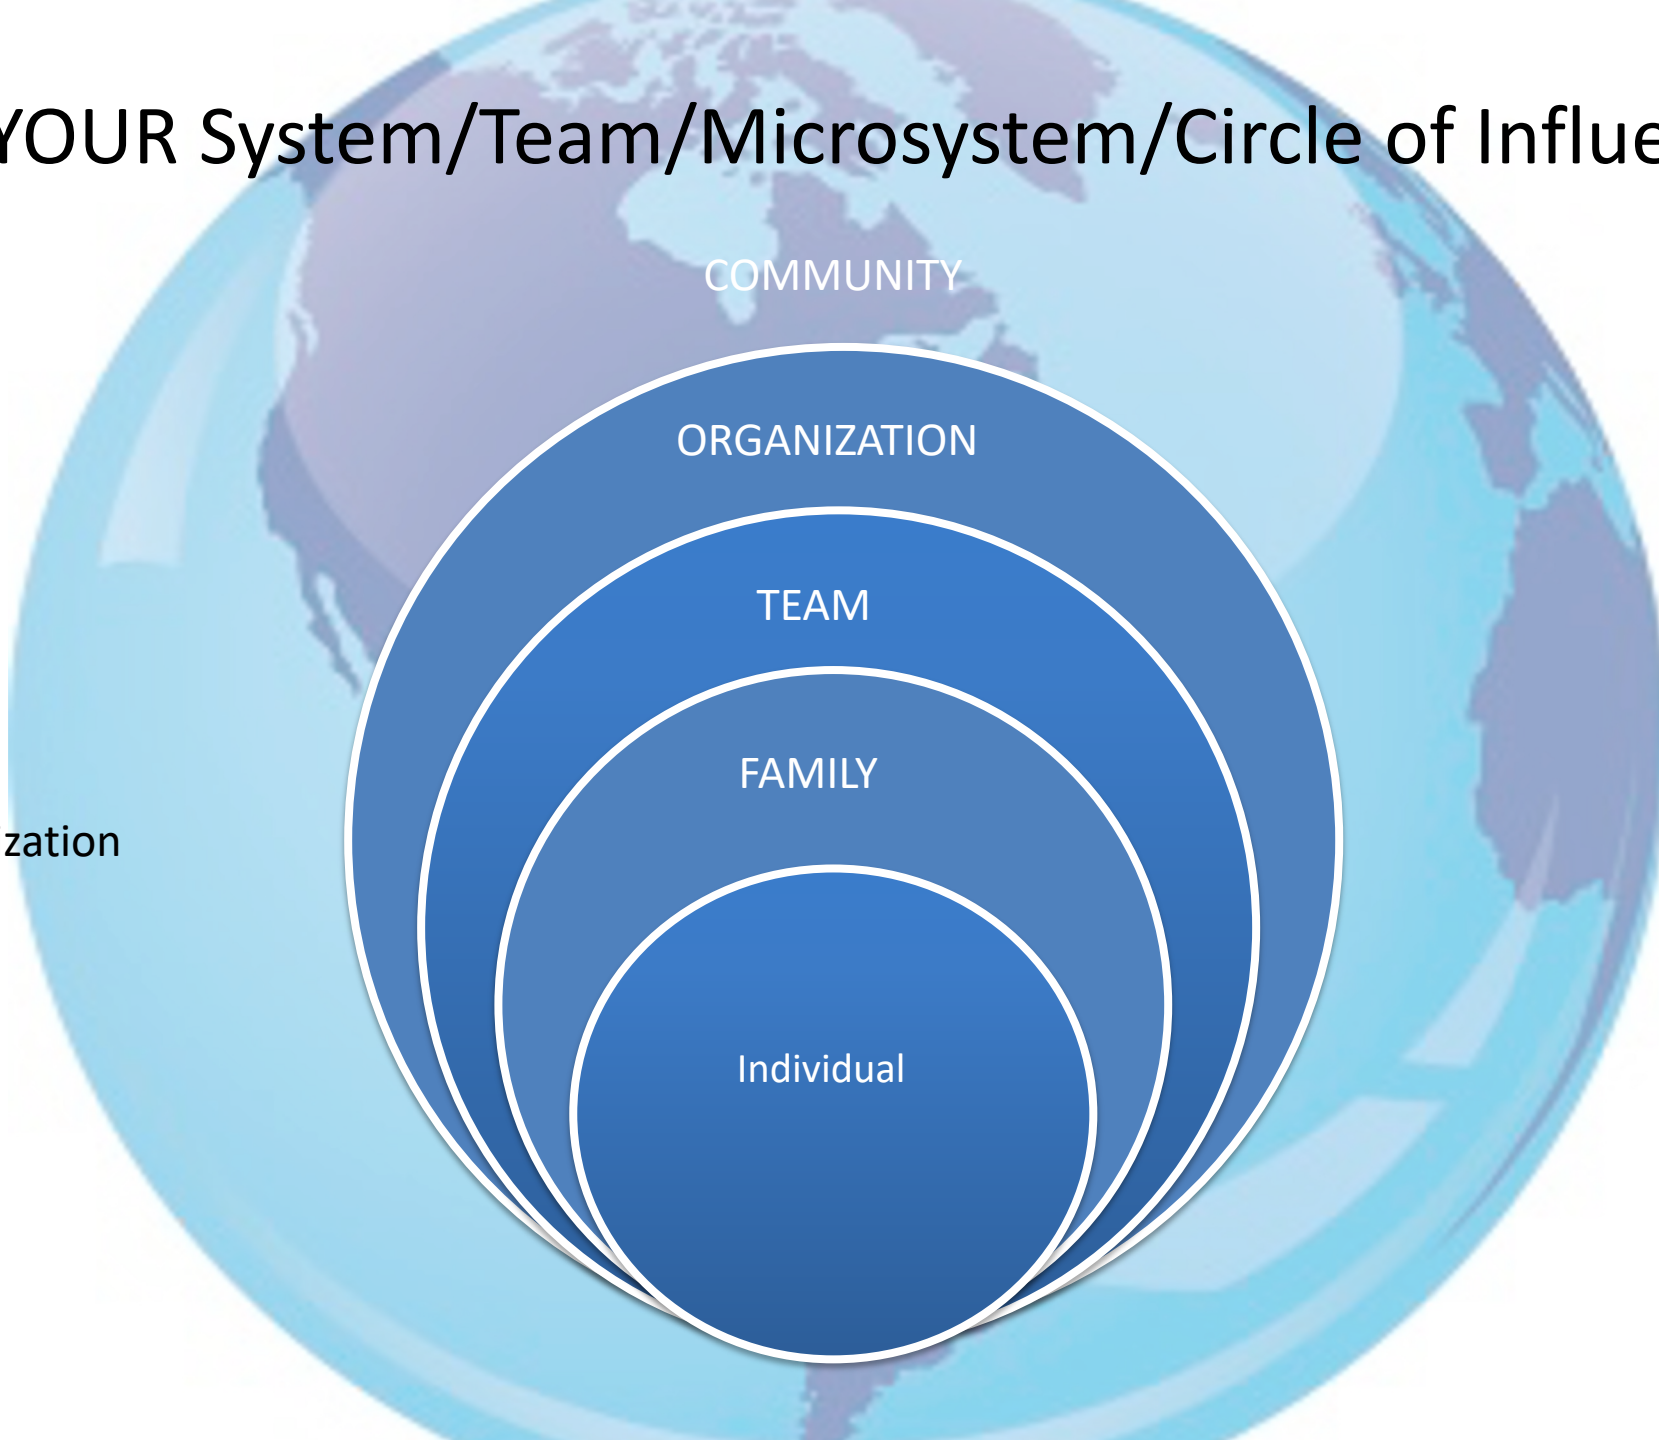 YOUR System/Team/Microsystem/Circle of Influe
COMMUNITY
ORGANIZATION
TEAM
FAMILY
zation
Individual